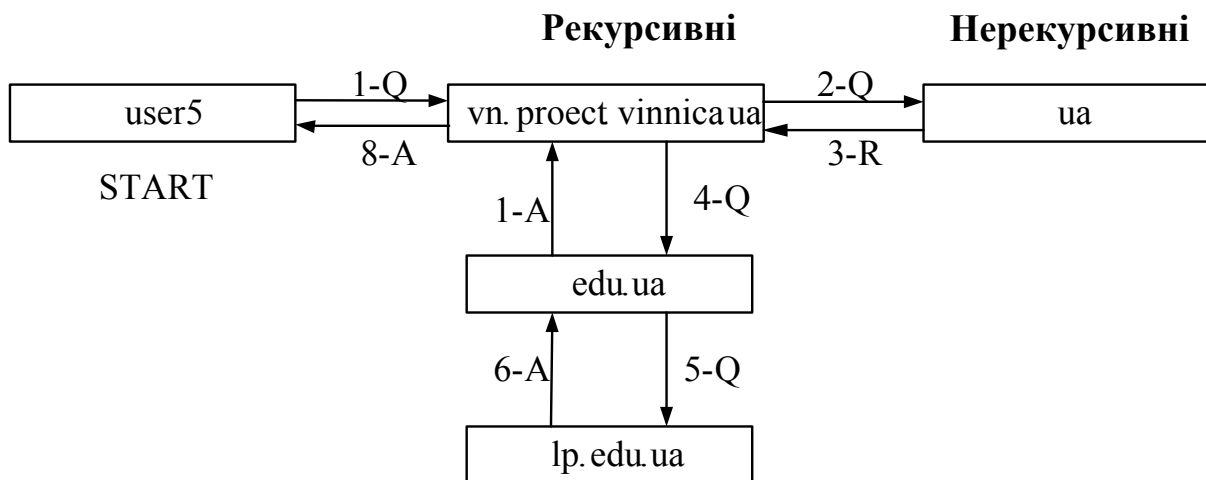 Рекурсивні Нерекурсивні
1-Q 2-Q
user5 vn. proect vinnica ua ua
8-A 3-R
START
1-A 4-Q
edu.ua
6-A 5-Q
lp.edu.ua